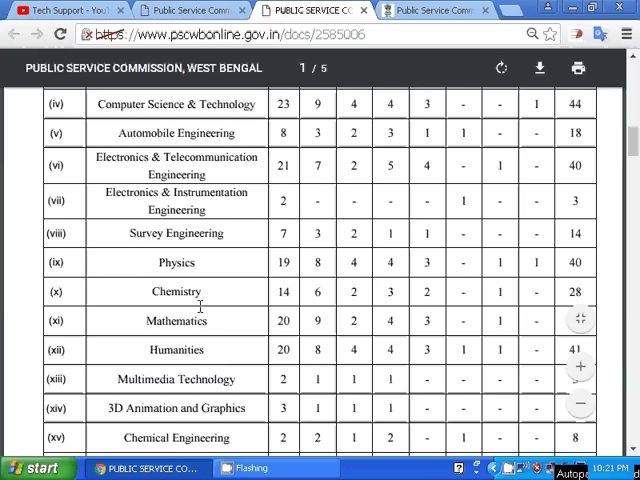 Tech Support - Yo
Public Service Comm
PUBLIC SERVICE COM
Public Service Com
https://www.pscwbonline.gov.in/docs/2585006
PUBLIC SERVICE COMMISSION, WEST BENGAL 1 / 5
(iv) Computer Science & Technology 23 9 4 4 3 - - 1 44
(v) Automobile Engineering 8 3 2 3 1 1 - - 18
(vi) Electronics & Telecommunication Engineering 21 7 2 5 4 - 1 - 40
(vii) Electronics & Instrumentation Engineering 2 - - - - 1 - - 3
(viii) Survey Engineering 7 3 2 1 1 - - - 14
(ix) Physics 19 8 4 4 3 - 1 1 40
(x) Chemistry 14 6 2 3 2 - 1 - 28
(xi) Mathematics 20 9 2 4 3 - 1 -
(xii) Humanities 20 8 4 4 3 1 1 - 41
(xiii) Multimedia Technology 2 1 1 1 - - - -
(xiv) 3D Animation and Graphics 3 1 1 1 - - - -
(xv) Chemical Engineering 2 2 1 2 - 1 - - 8
start
PUBLIC SERVICE CO...
Flashing
10:21 PM